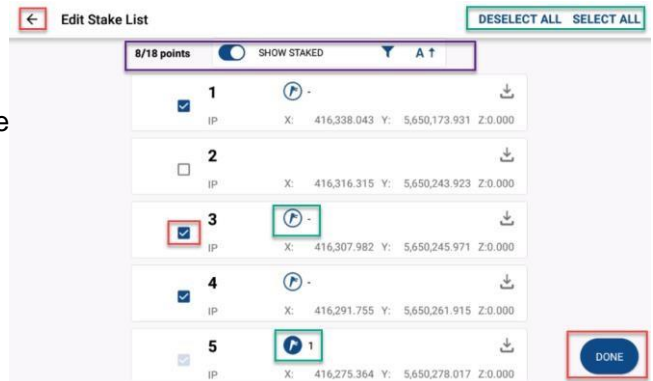 ← Edit Stake List DESELECT ALL SELECT ALL
8/18 points SHOW STAKED A↑
e
1 -
IP X: 416,338.043 Y: 5,650,173.931 Z:0.000
2
IP X: 416,316.315 Y: 5,650,243.923 Z:0.000
3 -
IP X: 416,307.982 Y: 5,650,245.971 Z:0.000
4 -
IP X: 416,291.755 Y: 5,650,261.915 Z:0.000
5 1
IP X: 416,275.364 Y: 5,650,278.017 Z:0.000
DONE